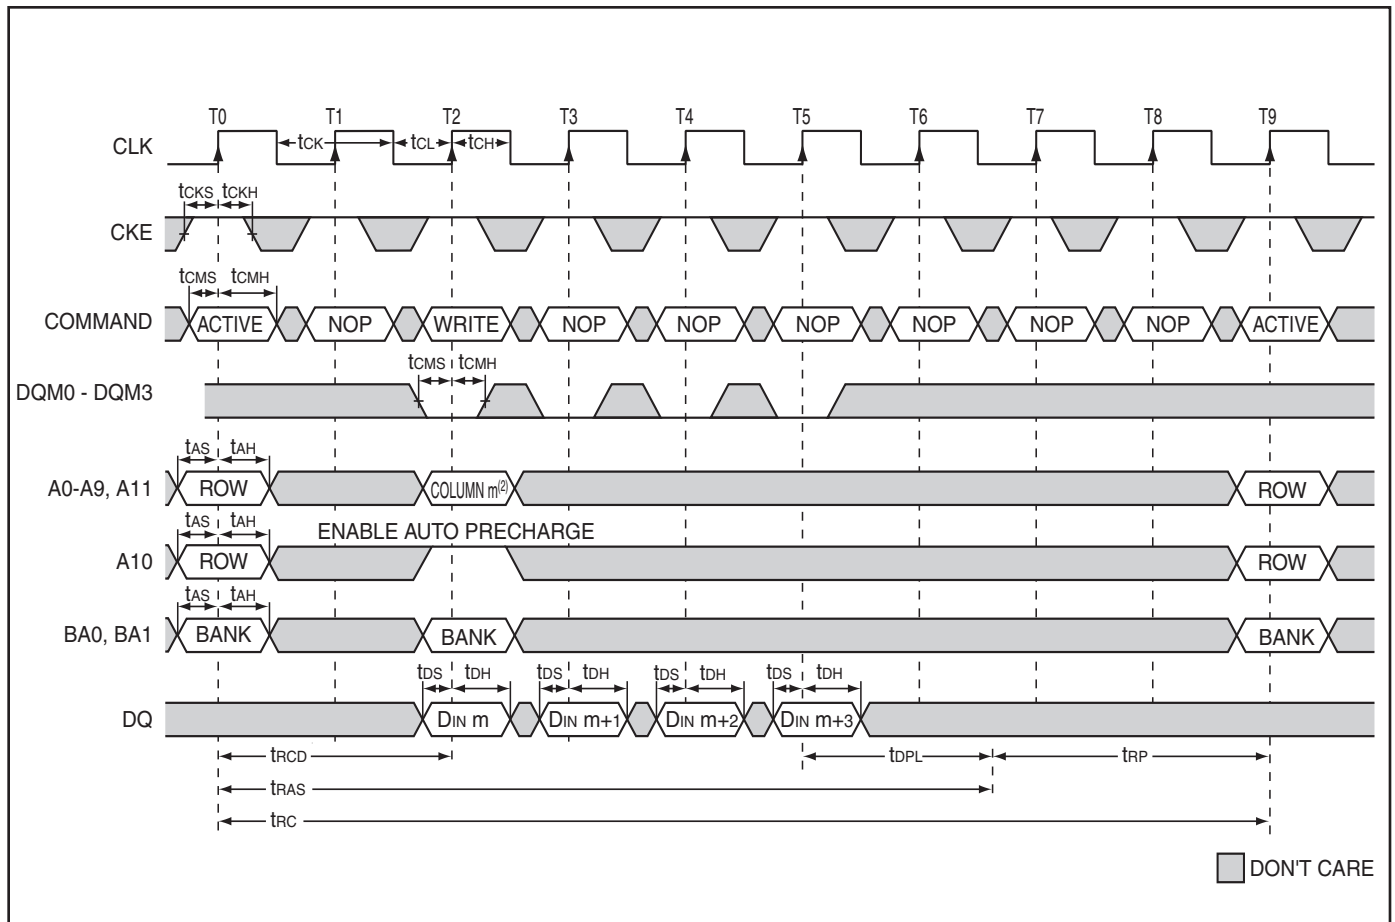 T0 T1 T2 T3 T4 T5 T6 T7 T8 T9
CLK tCK tCL tCH
tCKS tCKH
CKE
tCMS tCMH
COMMAND ACTIVE NOP WRITE NOP NOP NOP NOP NOP NOP ACTIVE
tCMS tCMH
DQM0 - DQM3
tAS tAH
A0-A9, A11 ROW COLUMN m(2) ROW
tAS tAH ENABLE AUTO PRECHARGE
A10 ROW ROW
tAS tAH
BA0, BA1 BANK BANK BANK
tDS tDH tDS tDH tDS tDH tDS tDH
DQ DIN m DIN m+1 DIN m+2 DIN m+3
tRCD tDPL tRP
tRAS
tRC
DON'T CARE